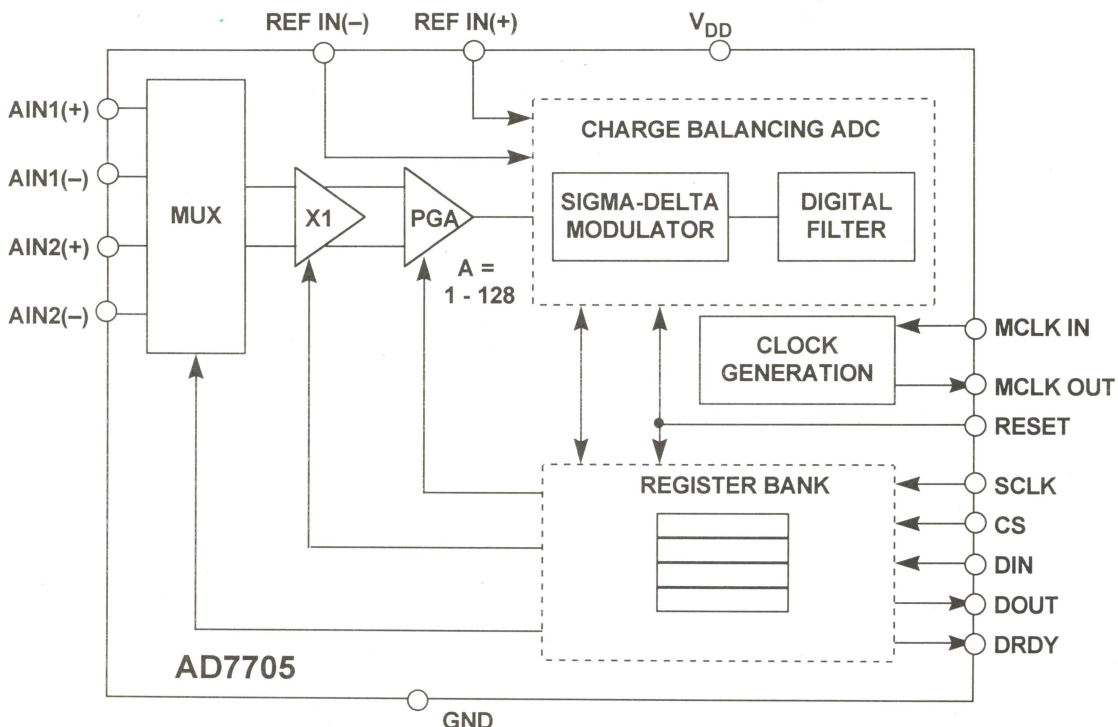 REF IN(–)
REF IN(+)
VDD
AIN1(+)
AIN1(–)
AIN2(+)
AIN2(–)
MUX
X1
PGA
A =
1 - 128
CHARGE BALANCING ADC
SIGMA-DELTA
MODULATOR
DIGITAL
FILTER
CLOCK
GENERATION
MCLK IN
MCLK OUT
RESET
REGISTER BANK
SCLK
CS
DIN
DOUT
DRDY
AD7705
GND